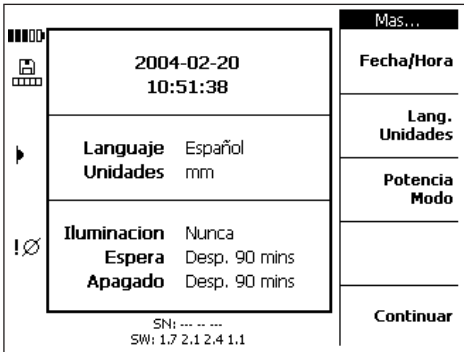 Mas...
2004-02-20
10:51:38
Fecha/Hora
Languaje Español
Unidades mm
Lang.
Unidades
Potencia
Modo
Iluminacion Nunca
Espera Desp. 90 mins
Apagado Desp. 90 mins
Continuar
SN: --- -- ---
SW: 1.7 2.1 2.4 1.1